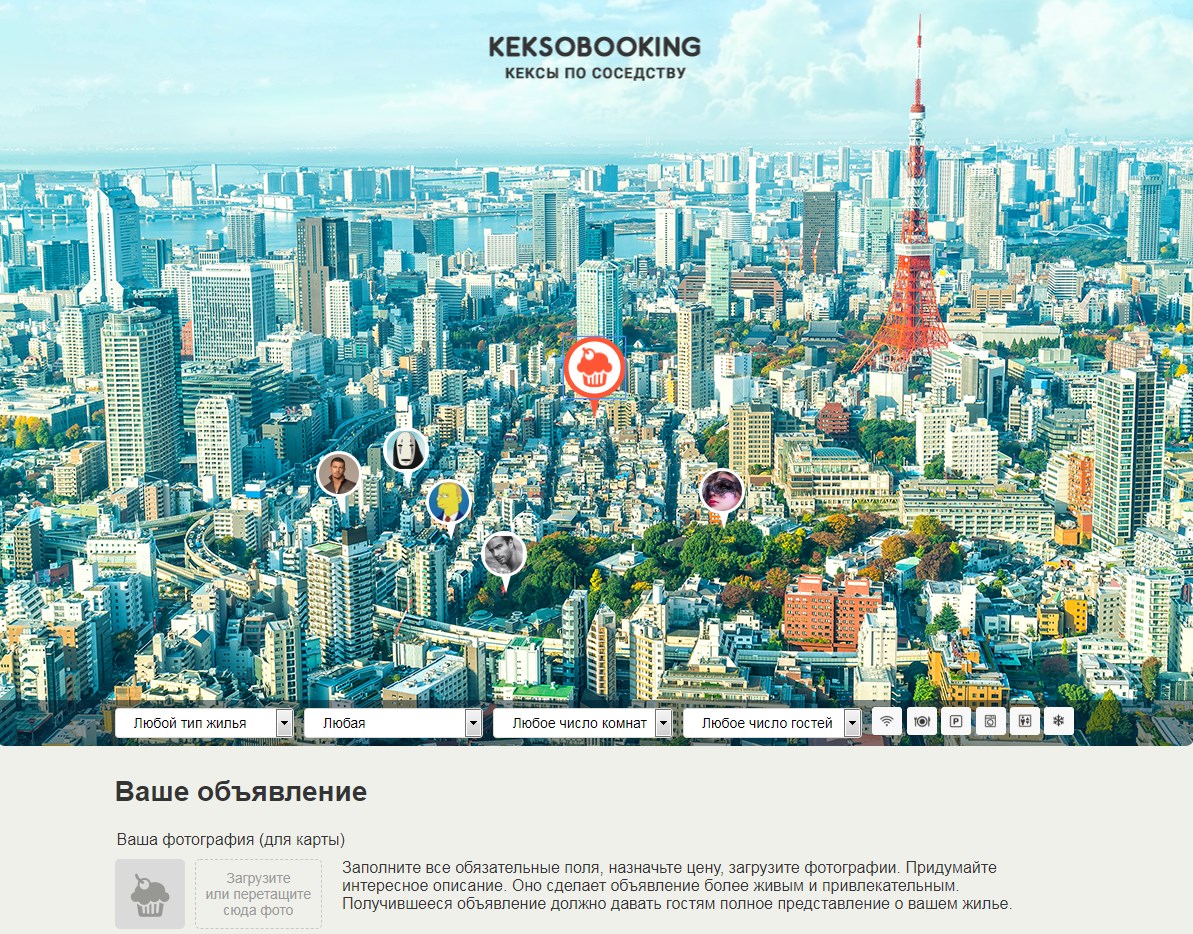 KEKSOBOOKING
КЕКСЫ ПО СОСЕДСТВУ
Любой тип жилья
Любая
Любое число комнат
Любое число гостей
P
Ваше объявление
Ваша фотография (для карты)
Загрузите
или перетащите
сюда фото
Заполните все обязательные поля, назначьте цену, загрузите фотографии. Придумайте
интересное описание. Оно сделает объявление более живым и привлекательным.
Получившееся объявление должно давать гостям полное представление о вашем жилье.